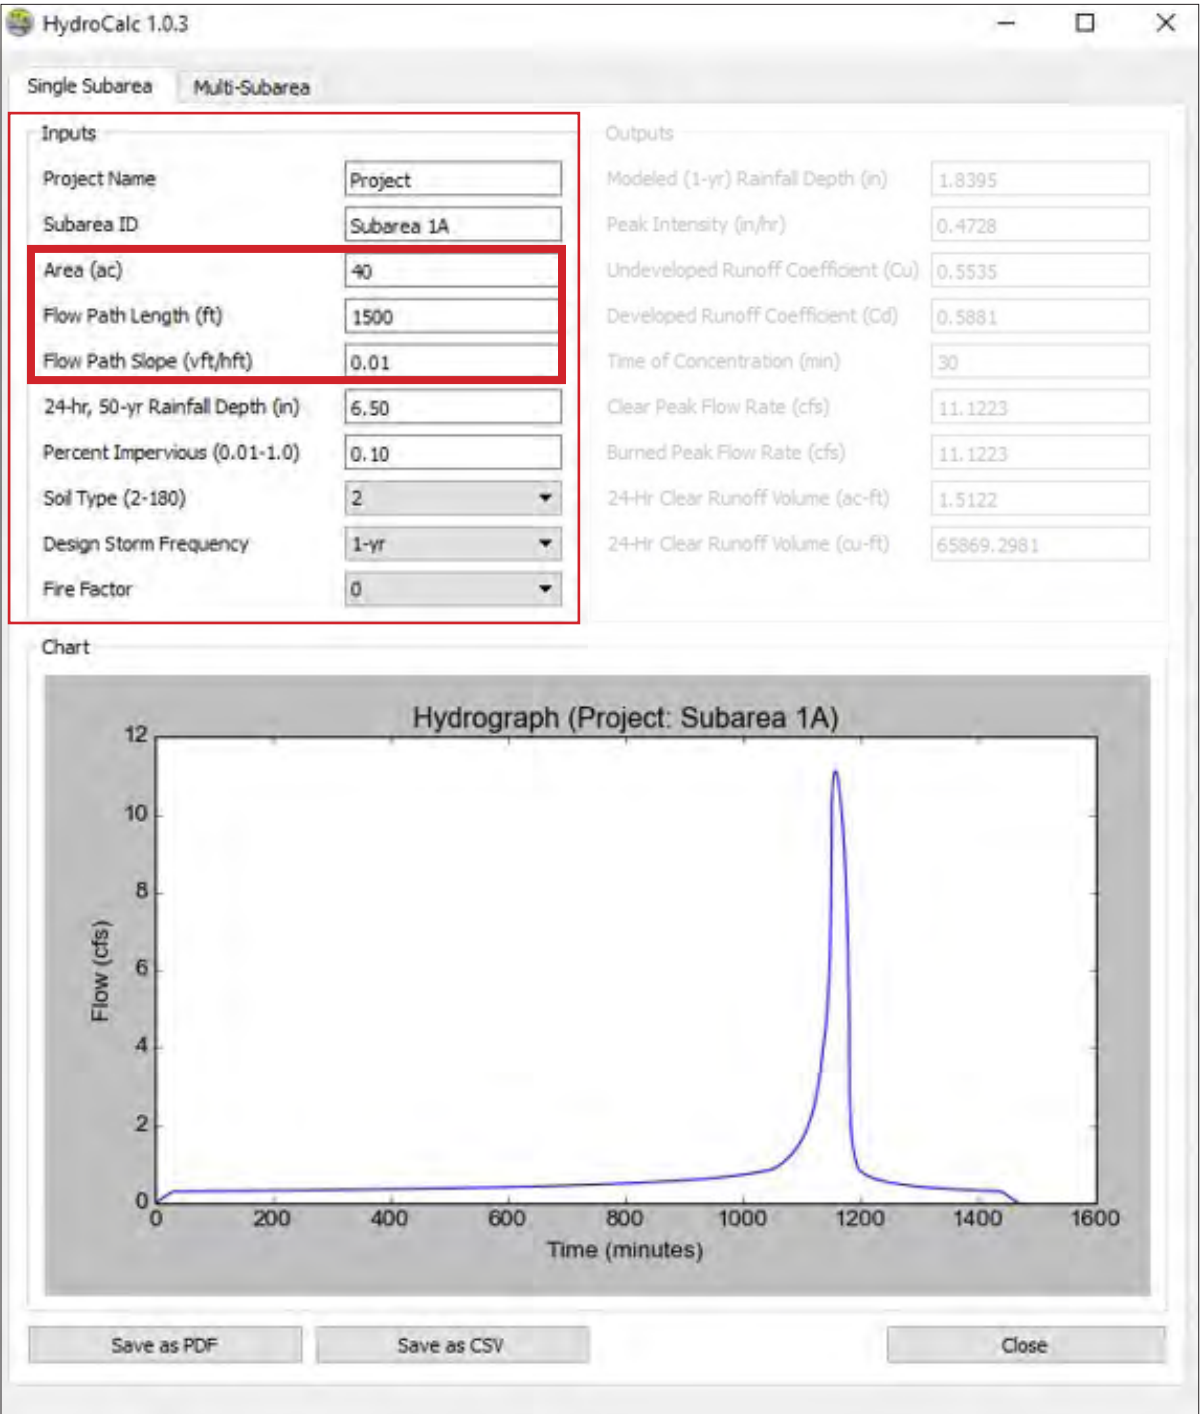 HydroCalc 1.0.3
Single Subarea Multi-Subarea
Inputs
Project Name Project
Subarea ID Subarea 1A
Area (ac) 40
Flow Path Length (ft) 1500
Flow Path Slope (vft/hft) 0.01
24-hr, 50-yr Rainfall Depth (in) 6.50
Percent Impervious (0.01-1.0) 0.10
Soil Type (2-180) 2
Design Storm Frequency 1-yr
Fire Factor 0
Outputs
Modeled (1-yr) Rainfall Depth (in) 1.8395
Peak Intensity (in/hr) 0.4728
Undeveloped Runoff Coefficient (Cu) 0.5535
Developed Runoff Coefficient (Cd) 0.5881
Time of Concentration (min) 30
Clear Peak Flow Rate (cfs) 11.1223
Burned Peak Flow Rate (cfs) 11.1223
24-Hr Clear Runoff Volume (ac-ft) 1.5122
24-Hr Clear Runoff Volume (cu-ft) 65869.2981
Chart
Hydrograph (Project: Subarea 1A)
12
10
8
6
4
2
0
Flow (cfs)
0 200 400 600 800 1000 1200 1400 1600
Time (minutes)
Save as PDF Save as CSV Close